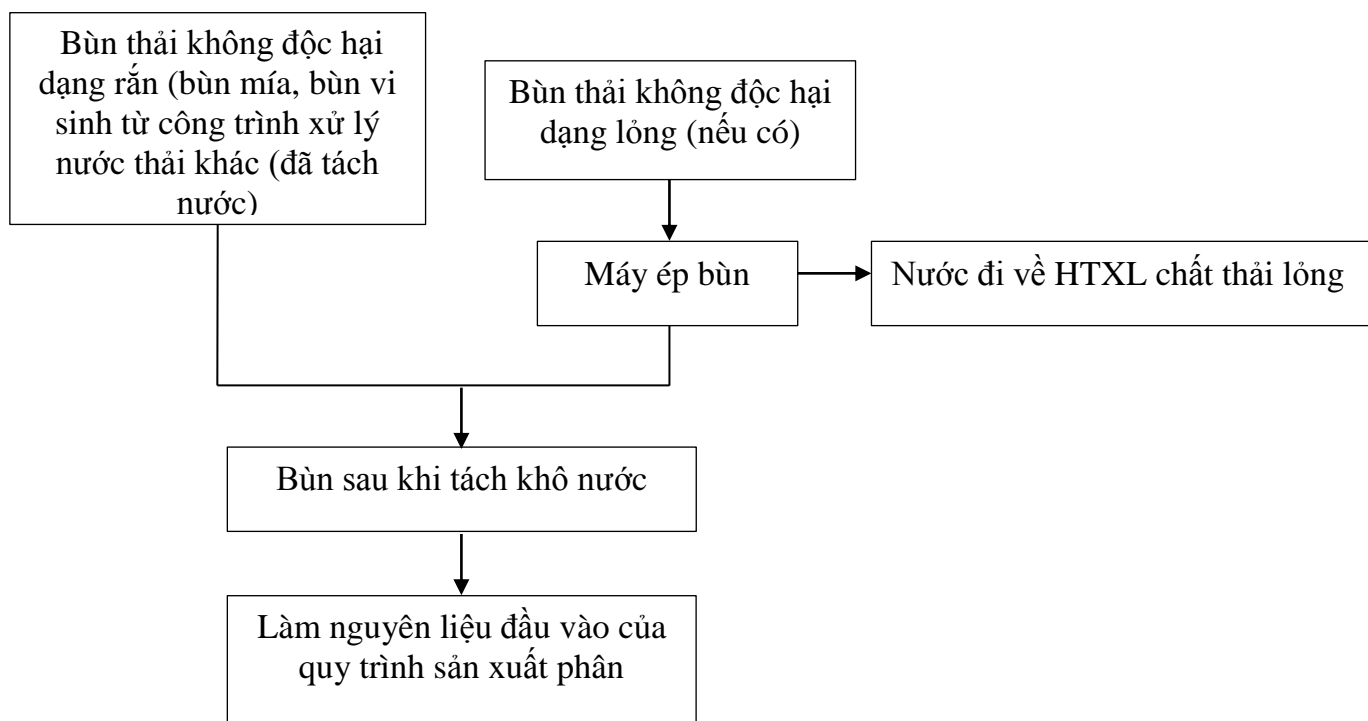 Bùn thải không độc hại
dạng rắn (bùn mía, bùn vi
sinh từ công trình xử lý
nước thải khác (đã tách
nước)
Bùn thải không độc hại
dạng lỏng (nếu có)
Máy ép bùn
Nước đi về HTXL chất thải lỏng
Bùn sau khi tách khô nước
Làm nguyên liệu đầu vào của
quy trình sản xuất phân